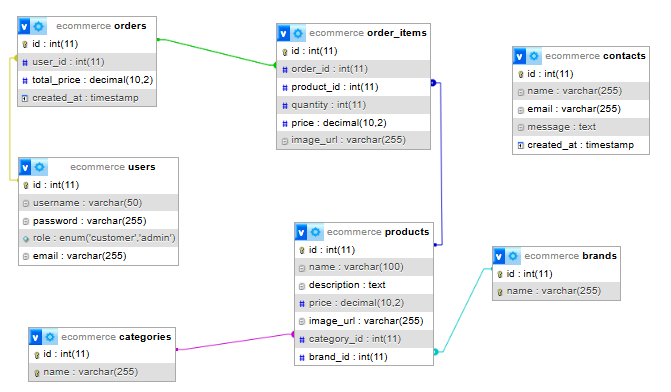 ecommerce orders
id : int(11)
user_id : int(11)
total_price : decimal(10,2)
created_at : timestamp
ecommerce order_items
id : int(11)
order_id : int(11)
product_id : int(11)
quantity : int(11)
price : decimal(10,2)
image_url : varchar(255)
ecommerce contacts
id : int(11)
name : varchar(255)
email : varchar(255)
message : text
created_at : timestamp
ecommerce users
id : int(11)
username : varchar(50)
password : varchar(255)
role : enum('customer','admin')
email : varchar(255)
ecommerce products
id : int(11)
name : varchar(100)
description : text
price : decimal(10,2)
image_url : varchar(255)
category_id : int(11)
brand_id : int(11)
ecommerce brands
id : int(11)
name : varchar(255)
ecommerce categories
id : int(11)
name : varchar(255)